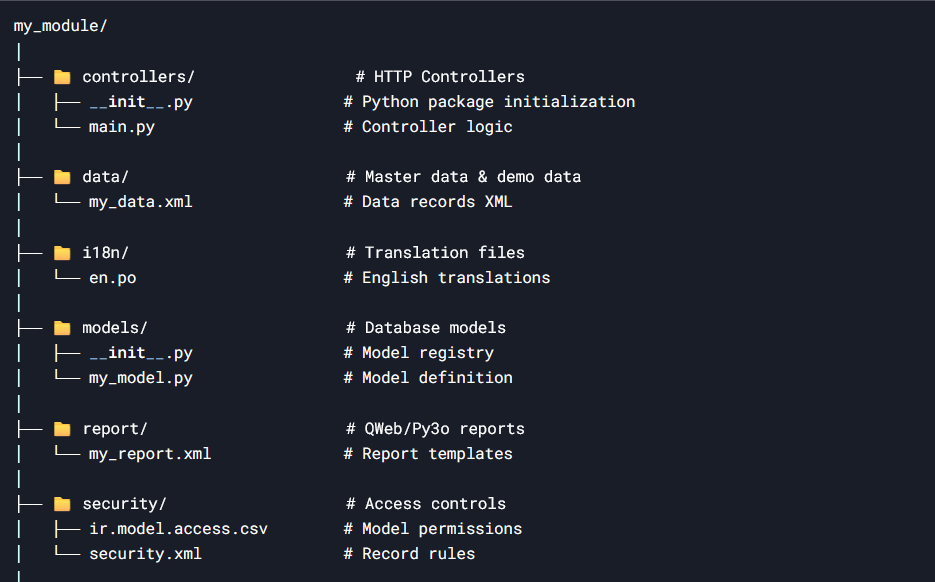 my_module/
│
├── 📁 controllers/ # HTTP Controllers
│ ├── __init__.py # Python package initialization
│ └── main.py # Controller logic
│
├── 📁 data/ # Master data & demo data
│ └── my_data.xml # Data records XML
│
├── 📁 i18n/ # Translation files
│ └── en.po # English translations
│
├── 📁 models/ # Database models
│ ├── __init__.py # Model registry
│ └── my_model.py # Model definition
│
├── 📁 report/ # QWeb/Py3o reports
│ └── my_report.xml # Report templates
│
├── 📁 security/ # Access controls
│ ├── ir.model.access.csv # Model permissions
│ └── security.xml # Record rules
│